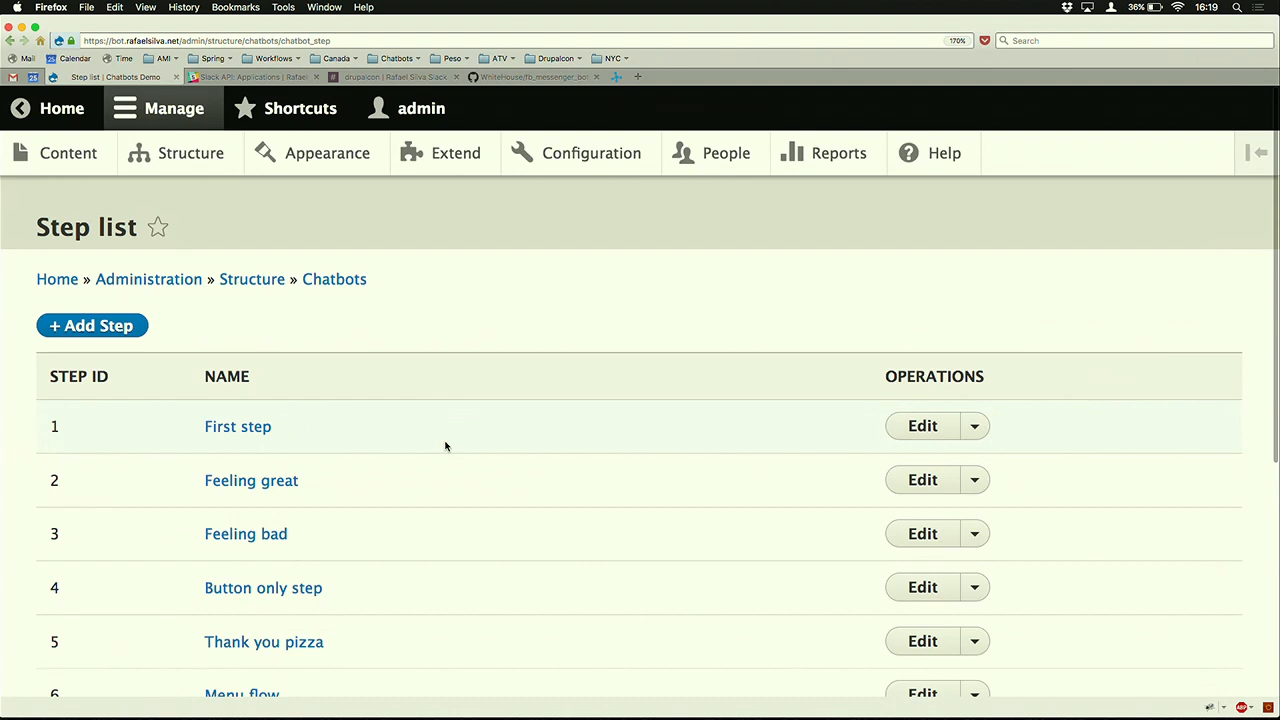 Firefox File Edit View History Bookmarks Tools Window Help 36% 16:19
https://bot.rafaelsilva.net/admin/structure/chatbots/chatbot_step 170% Search
Mail Calendar Time AMI Spring Workflows Canada Chatbots Peso ATV Drupalcon NYC
Step list | Chatbots Demo Slack API: Applications | Rafael drupalcon | Rafael Silva Slack WhiteHouse/fb_messenger_bot
Home Manage Shortcuts admin
Content Structure Appearance Extend Configuration People Reports Help
Step list
Home » Administration » Structure » Chatbots
+ Add Step
STEP ID NAME OPERATIONS
1 First step Edit
2 Feeling great Edit
3 Feeling bad Edit
4 Button only step Edit
5 Thank you pizza Edit
6 Menu flow Edit
ABP